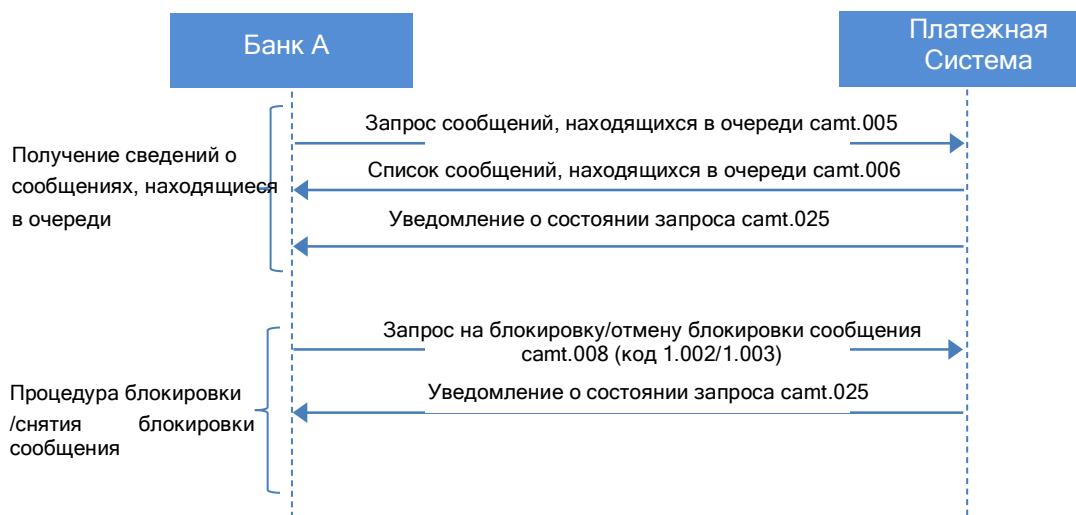 Банк А
Платежная
Система
Запрос сообщений, находящихся в очереди camt.005
Получение сведений о
сообщениях, находящиеся
в очереди
Список сообщений, находящихся в очереди camt.006
Уведомление о состоянии запроса camt.025
Запрос на блокировку/отмену блокировки сообщения
camt.008 (код 1.002/1.003)
Процедура блокировки
/снятия блокировки
сообщения
Уведомление о состоянии запроса camt.025